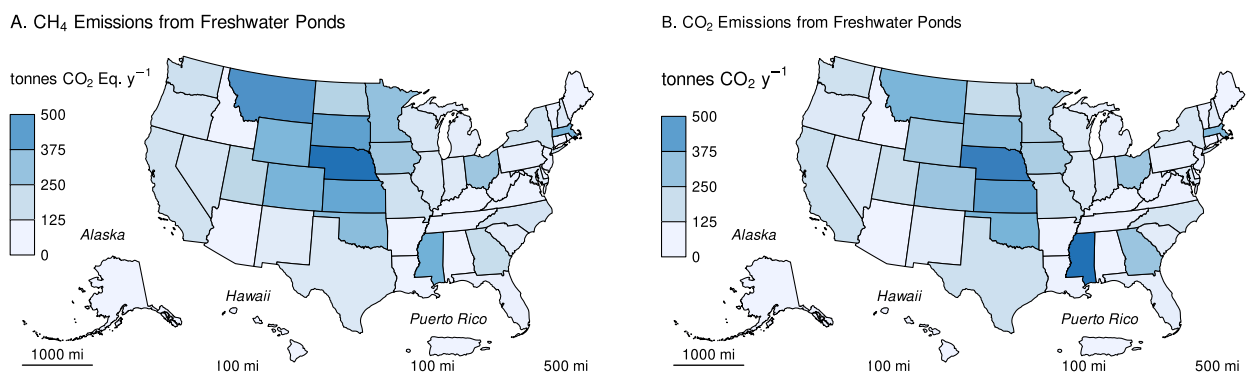 A. CH₄ Emissions from Freshwater Ponds
tonnes CO₂ Eq. y⁻¹
500
375
250
125
0
Alaska
Hawaii
Puerto Rico
1000 mi
100 mi
100 mi
500 mi
B. CO₂ Emissions from Freshwater Ponds
tonnes CO₂ y⁻¹
500
375
250
125
0
Alaska
Hawaii
Puerto Rico
1000 mi
100 mi
100 mi
500 mi